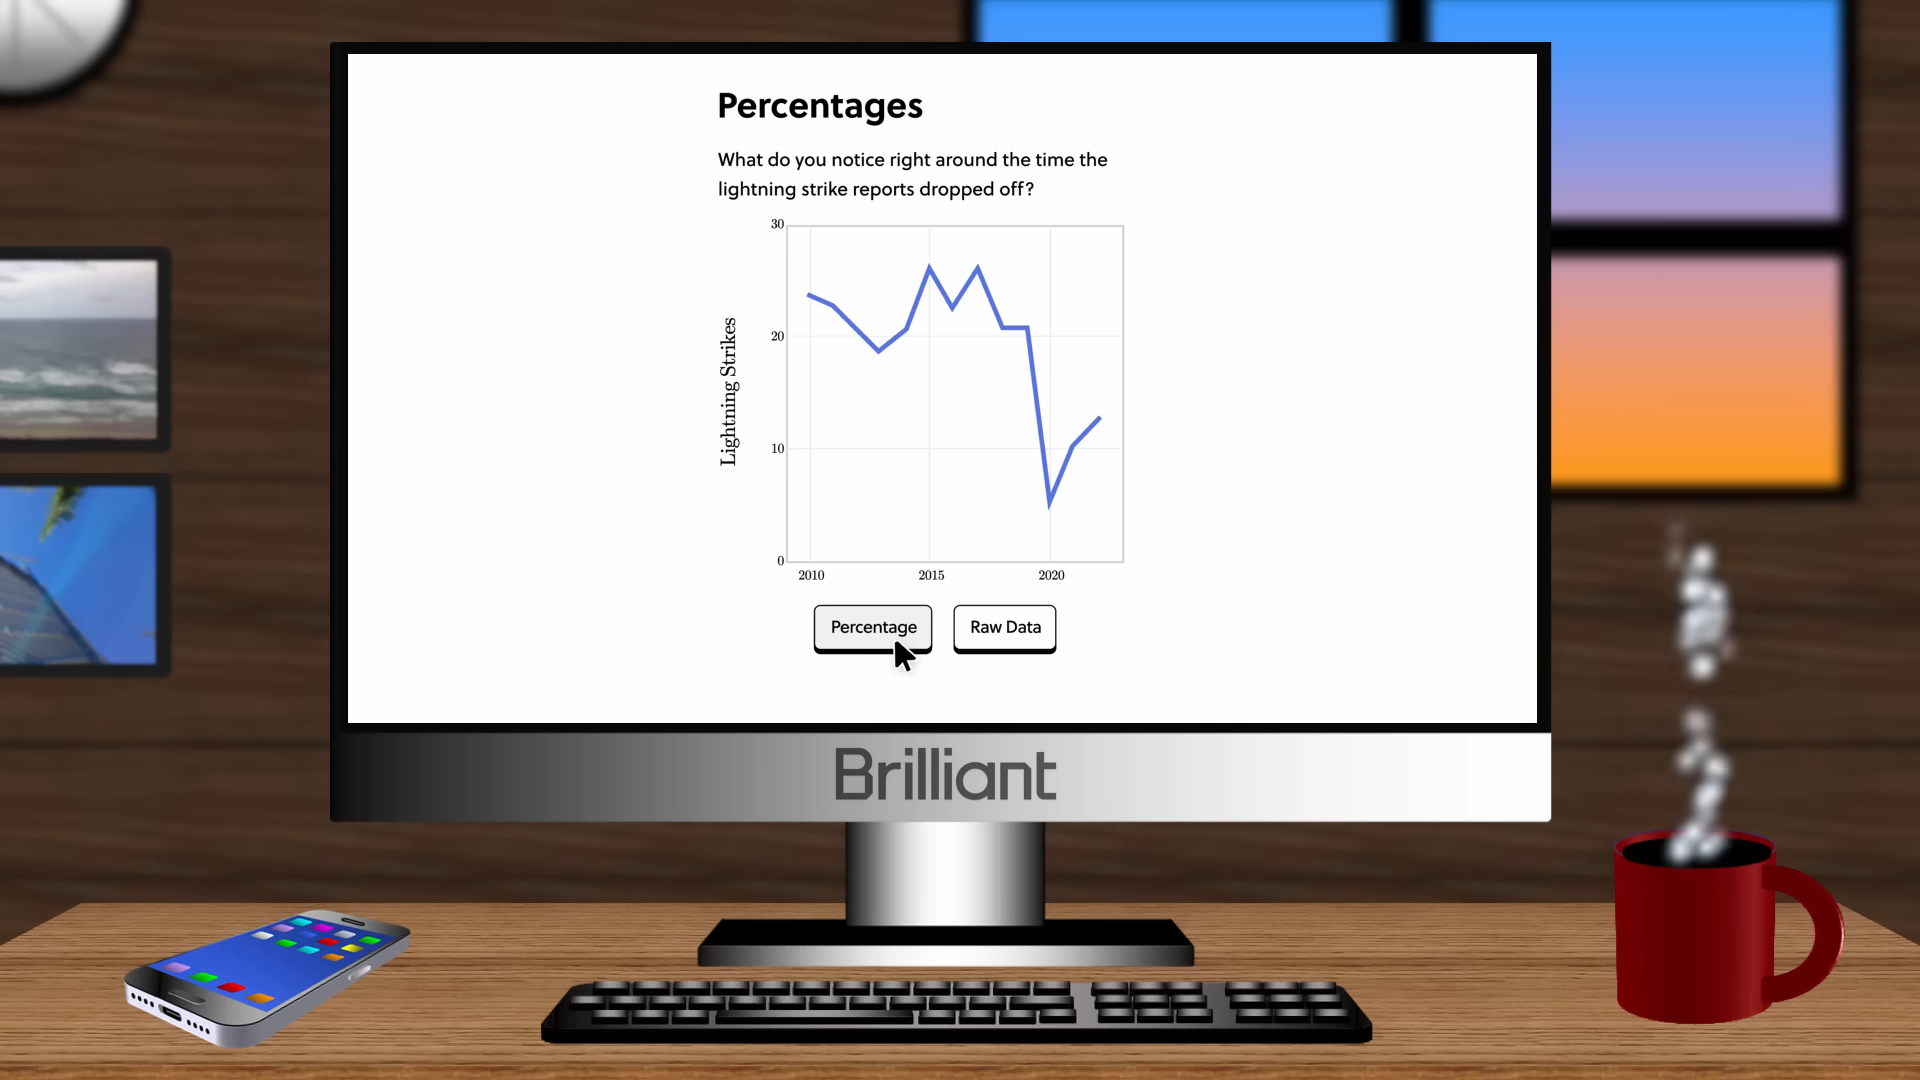 Percentages
What do you notice right around the time the
lightning strike reports dropped off?
30
20
10
0
Lightning Strikes
2010
2015
2020
Percentage
Raw Data
Brilliant